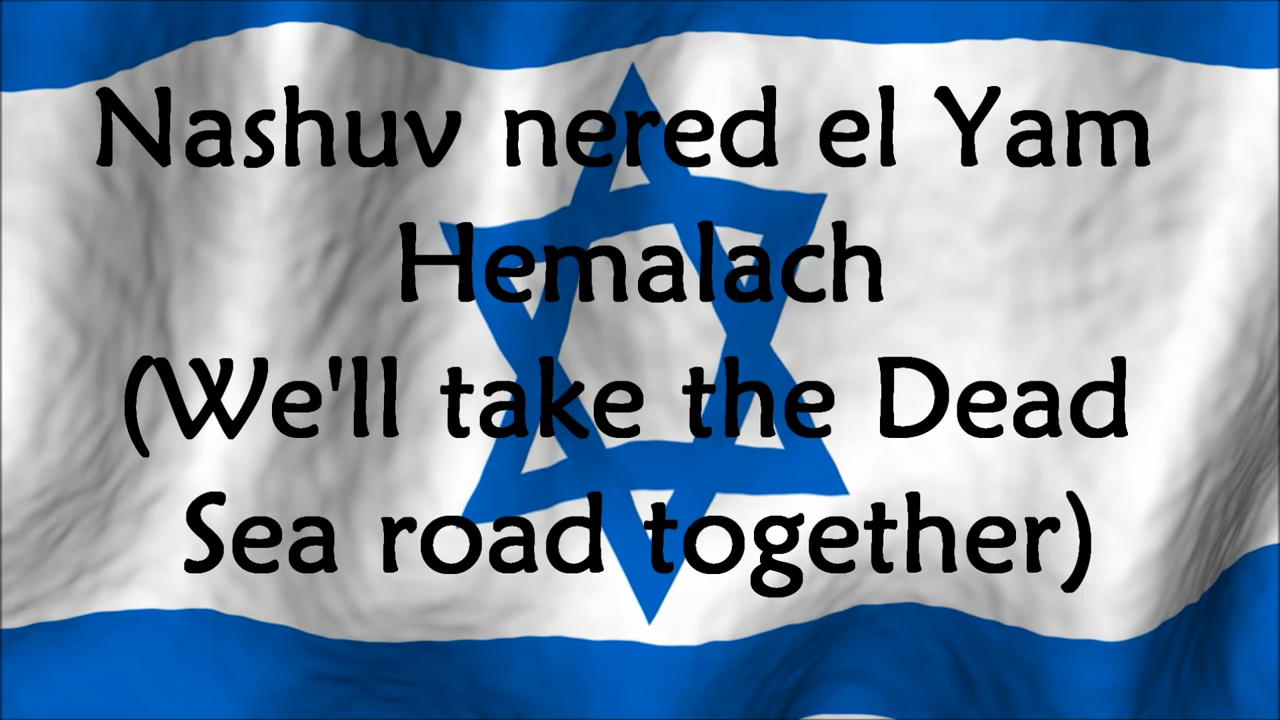 Nashuv nered el Yam
Hemalach
(We'll take the Dead
Sea road together)